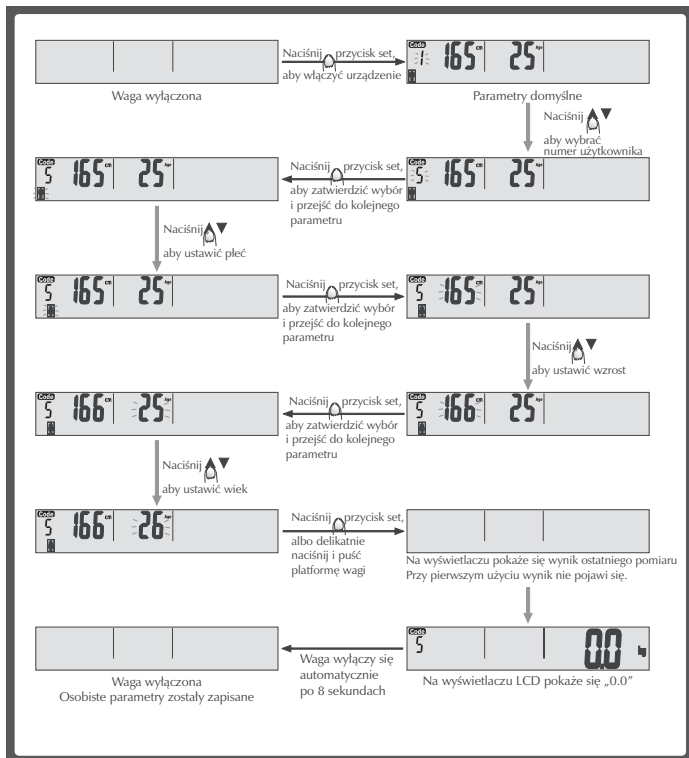 Naciśnij przycisk set,
aby włączyć urządzenie
Code
1 165 cm 25 Age
Waga wyłączona
Parametry domyślne
Naciśnij
aby wybrać
numer użytkownika
Code
5 165 cm 25 Age
Naciśnij przycisk set,
aby zatwierdzić wybór
i przejść do kolejnego
parametru
Code
5 165 cm 25 Age
Naciśnij
aby ustawić płeć
Code
5 165 cm 25 Age
Naciśnij przycisk set,
aby zatwierdzić wybór
i przejść do kolejnego
parametru
Code
5 165 cm 25 Age
Naciśnij
aby ustawić wzrost
Code
5 166 cm 25 Age
Naciśnij przycisk set,
aby zatwierdzić wybór
i przejść do kolejnego
parametru
Code
5 166 cm 25 Age
Naciśnij
aby ustawić wiek
Code
5 166 cm 26 Age
Naciśnij przycisk set,
albo delikatnie
naciśnij i puść
platformę wagi
Na wyświetlaczu pokaże się wynik ostatniego pomiaru
Przy pierwszym użyciu wynik nie pojawi się.
Code
5 0.0 kg
Na wyświetlaczu LCD pokaże się „0.0”
Waga wyłączy się
automatycznie
po 8 sekundach
Waga wyłączona
Osobiste parametry zostały zapisane